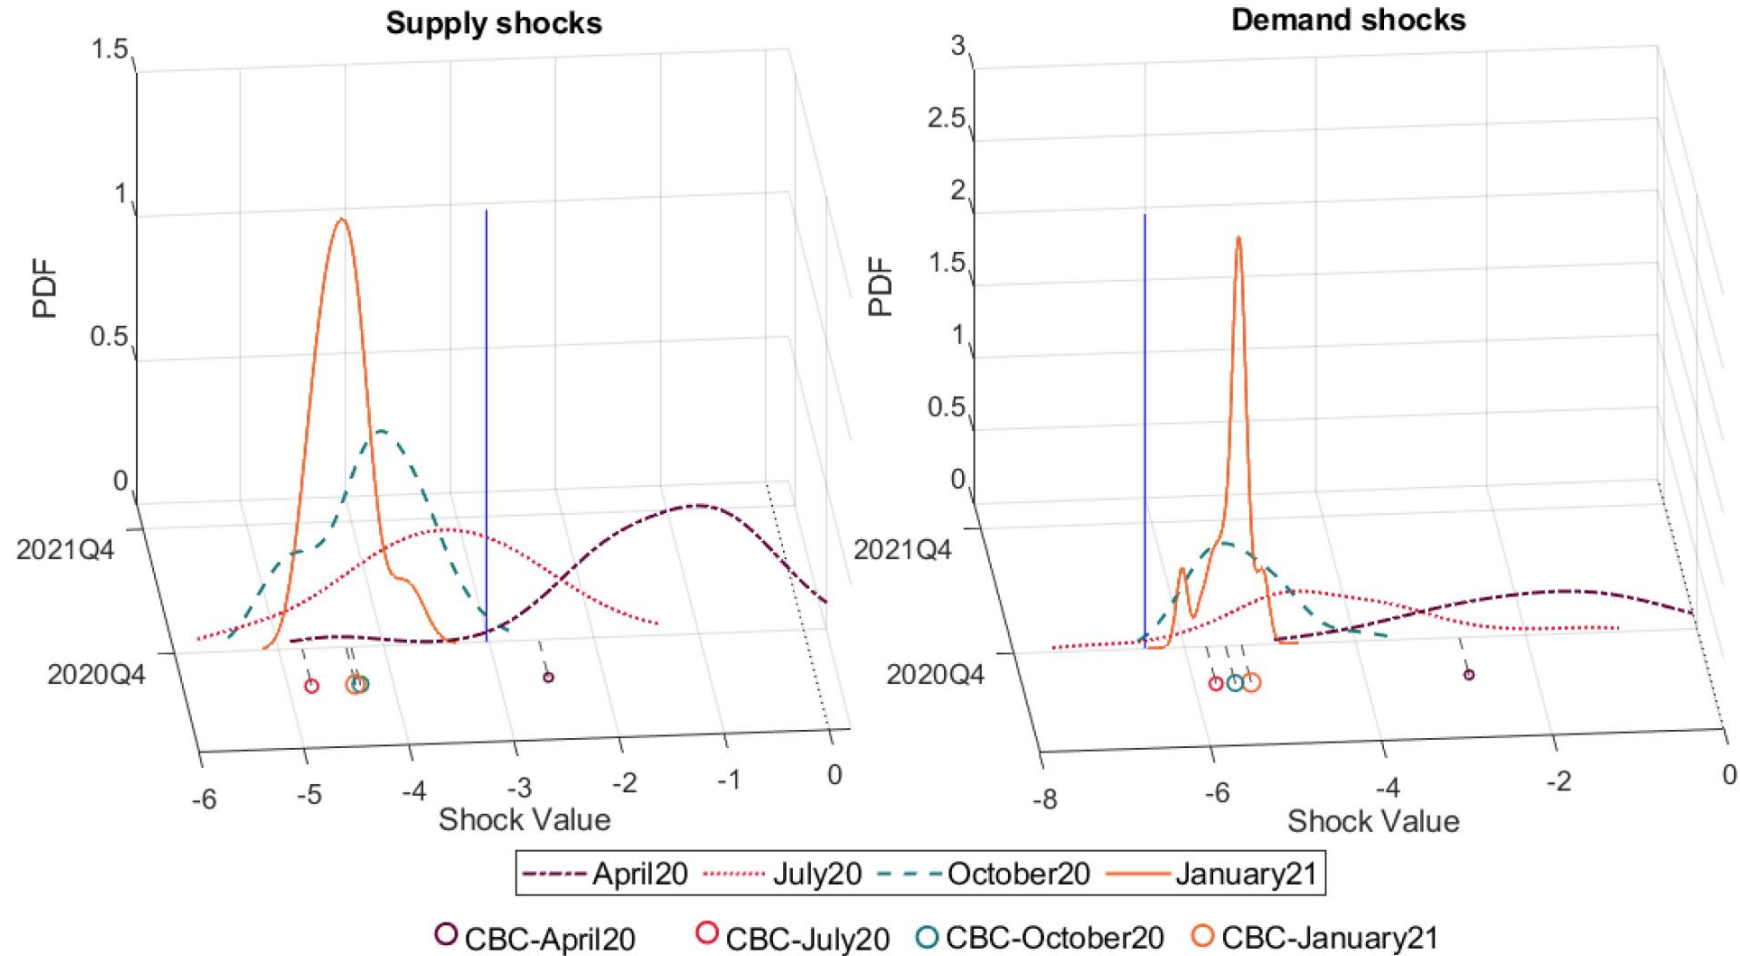 Supply shocks
Demand shocks
1.5
1
0.5
0
PDF
2021Q4
2020Q4
-6
-5
-4
-3
-2
-1
0
Shock Value
3
2.5
2
1.5
1
0.5
0
PDF
2021Q4
2020Q4
-8
-6
-4
-2
0
Shock Value
April20 July20 October20 January21
CBC-April20 CBC-July20 CBC-October20 CBC-January21